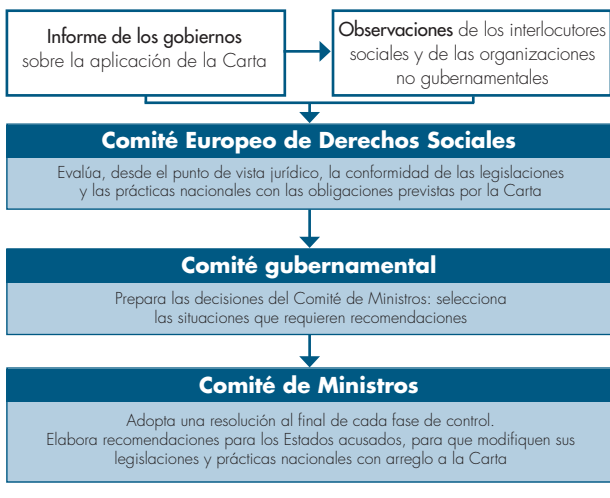 Informe de los gobiernos
sobre la aplicación de la Carta
Observaciones de los interlocutores
sociales y de las organizaciones
no gubernamentales
Comité Europeo de Derechos Sociales
Evalúa, desde el punto de vista jurídico, la conformidad de las legislaciones
y las prácticas nacionales con las obligaciones previstas por la Carta
Comité gubernamental
Prepara las decisiones del Comité de Ministros: selecciona
las situaciones que requieren recomendaciones
Comité de Ministros
Adopta una resolución al final de cada fase de control.
Elabora recomendaciones para los Estados acusados, para que modifiquen sus
legislaciones y prácticas nacionales con arreglo a la Carta